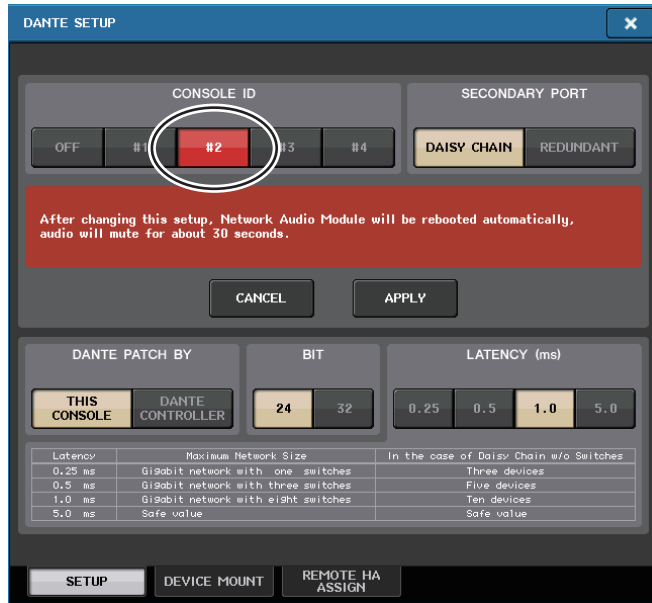 DANTE SETUP
CONSOLE ID
SECONDARY PORT
OFF #1 #2 #3 #4 DAISY CHAIN REDUNDANT
After changing this setup, Network Audio Module will be rebooted automatically,
audio will mute for about 30 seconds.
CANCEL APPLY
DANTE PATCH BY BIT LATENCY (ms)
THIS CONSOLE DANTE CONTROLLER 24 32 0.25 0.5 1.0 5.0
Latency Maximum Network Size In the case of Daisy Chain w/o Switches
0.25 ms Gigabit network with one switches Three devices
0.5 ms Gigabit network with three switches Five devices
1.0 ms Gigabit network with eight switches Ten devices
5.0 ms Safe value Safe value
SETUP DEVICE MOUNT REMOTE HA ASSIGN